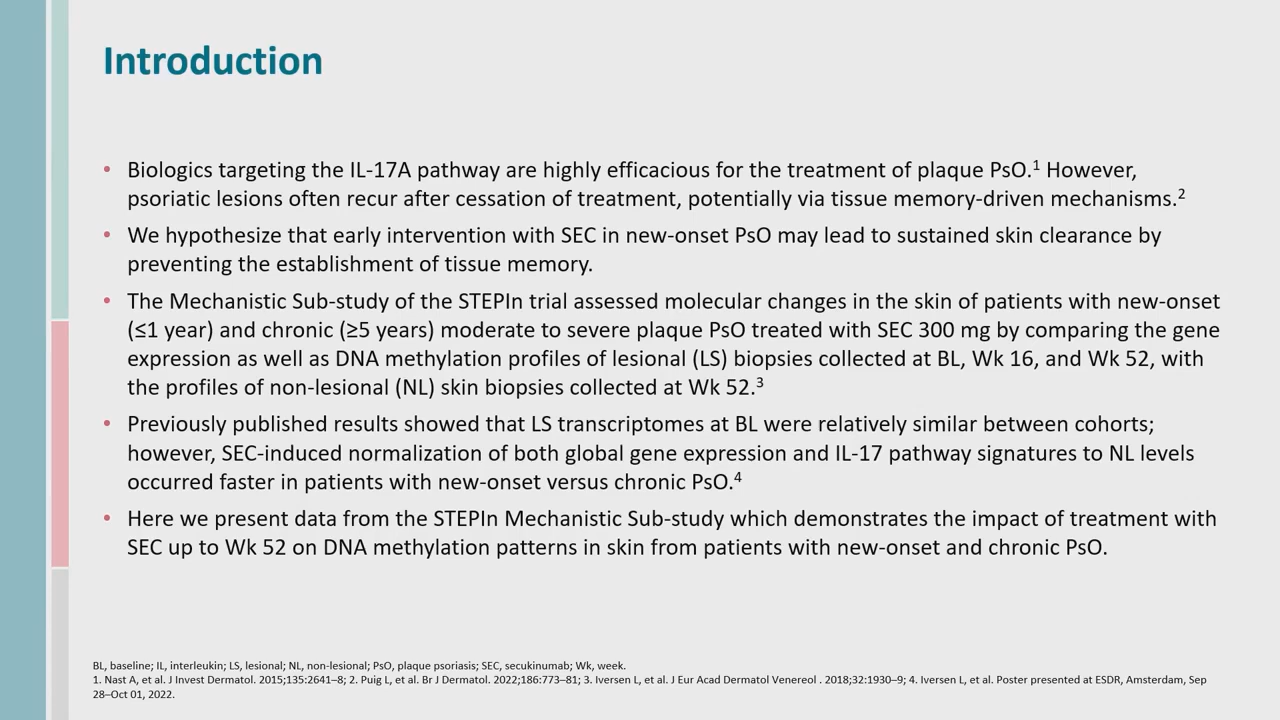 Introduction
• Biologics targeting the IL-17A pathway are highly efficacious for the treatment of plaque PsO.¹ However,
psoriatic lesions often recur after cessation of treatment, potentially via tissue memory-driven mechanisms.²
• We hypothesize that early intervention with SEC in new-onset PsO may lead to sustained skin clearance by
preventing the establishment of tissue memory.
• The Mechanistic Sub-study of the STEPIn trial assessed molecular changes in the skin of patients with new-onset
(≤1 year) and chronic (≥5 years) moderate to severe plaque PsO treated with SEC 300 mg by comparing the gene
expression as well as DNA methylation profiles of lesional (LS) biopsies collected at BL, Wk 16, and Wk 52, with
the profiles of non-lesional (NL) skin biopsies collected at Wk 52.³
• Previously published results showed that LS transcriptomes at BL were relatively similar between cohorts;
however, SEC-induced normalization of both global gene expression and IL-17 pathway signatures to NL levels
occurred faster in patients with new-onset versus chronic PsO.⁴
• Here we present data from the STEPIn Mechanistic Sub-study which demonstrates the impact of treatment with
SEC up to Wk 52 on DNA methylation patterns in skin from patients with new-onset and chronic PsO.
BL, baseline; IL, interleukin; LS, lesional; NL, non-lesional; PsO, plaque psoriasis; SEC, secukinumab; Wk, week.
1. Nast A, et al. J Invest Dermatol. 2015;135:2641–8; 2. Puig L, et al. Br J Dermatol. 2022;186:773–81; 3. Iversen L, et al. J Eur Acad Dermatol Venereol . 2018;32:1930–9; 4. Iversen L, et al. Poster presented at ESDR, Amsterdam, Sep
28–Oct 01, 2022.